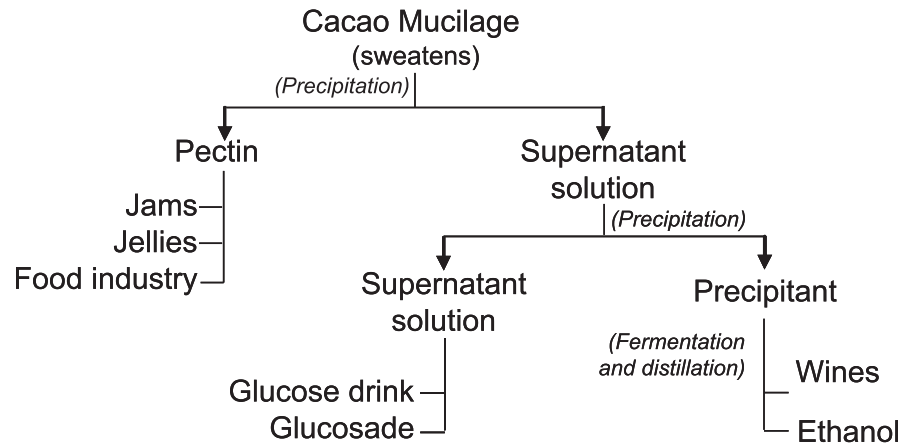 Cacao Mucilage
(sweatens)
(Precipitation)
Pectin
Supernatant
solution
Jams
Jellies
Food industry
(Precipitation)
Supernatant
solution
Precipitant
(Fermentation
and distillation)
Glucose drink
Glucosade
Wines
Ethanol